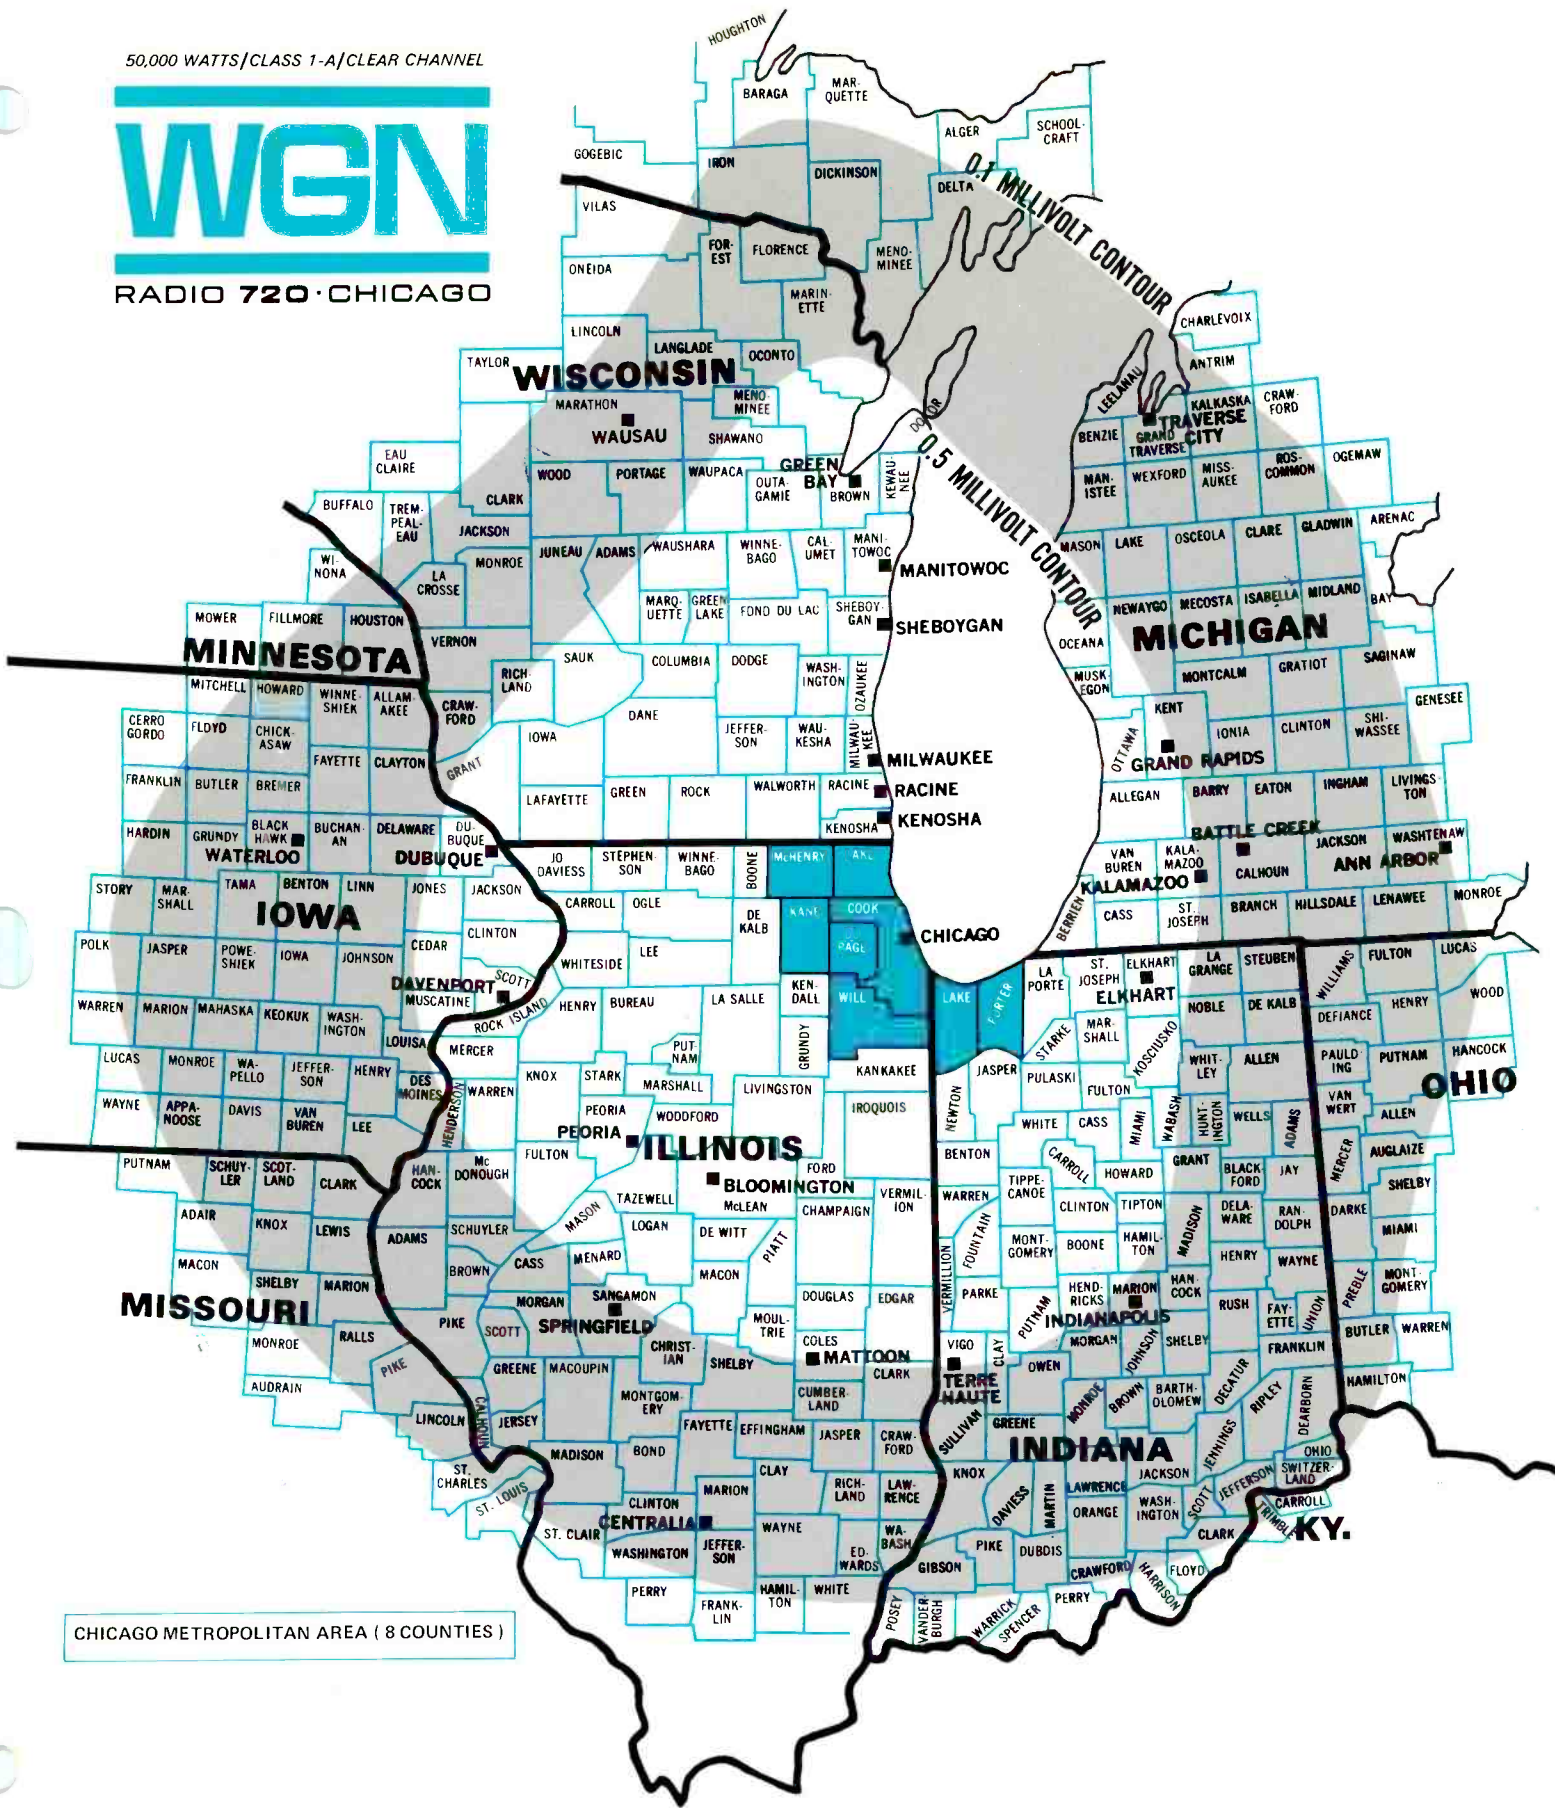 50,000 WATTS/CLASS 1-A/CLEAR CHANNEL
WGN
RADIO 720·CHICAGO
HOUGHTON
BARAGA
MAR-
QUETTE
ALGER
SCHOOL-
CRAFT
GOGEBIC
IRON
DICKINSON
DELTA
0.1 MILLIVOLT CONTOUR
VILAS
FOR-
EST
FLORENCE
MENO-
MINEE
ONEIDA
MARIN-
ETTE
CHARLEVOIX
LINCOLN
LANGLADE
OCONTO
TAYLOR
WISCONSIN
ANTRIM
LEELANAU
MARATHON
MENO-
MINEE
KALKASKA
CRAW-
FORD
WAUSAU
SHAWANO
DOOR
0.5 MILLIVOLT CONTOUR
BENZIE
GRAND
TRAVERSE
TRAVERSE
CITY
EAU
CLAIRE
WOOD
PORTAGE
WAUPACA
GREEN
BAY
OUTA-
GAMIE
BROWN
KEWAU-
NEE
MAN-
ISTEE
WEXFORD
MISS-
AUKEE
ROS-
COMMON
OGEMAW
BUFFALO
TREM-
PEAL-
EAU
CLARK
JACKSON
ARENAC
WI-
NONA
LA
CROSSE
MONROE
JUNEAU
ADAMS
WAUSHARA
WINNE-
BAGO
CAL-
UMET
MANI-
TOWOC
MANITOWOC
MASON
LAKE
OSCEOLA
CLARE
GLADWIN
MOWER
FILLMORE
HOUSTON
MARQ-
UETTE
GREEN
LAKE
FOND DU LAC
SHEBOY-
GAN
SHEBOYGAN
NEWAYGO
MECOSTA
ISABELLA
MIDLAND
BAY
MINNESOTA
VERNON
OCEANA
MICHIGAN
SAUK
COLUMBIA
DODGE
WASH-
INGTON
OZAUKEE
MUSK-
EGON
MONTCALM
GRATIOT
SAGINAW
MITCHELL
HOWARD
WINNE-
SHIEK
ALLAM-
AKEE
CRAW-
FORD
RICH-
LAND
KENT
GENESEE
CERRO
GORDO
FLOYD
CHICK-
ASAW
DANE
IOWA
JEFFER-
SON
WAU-
KESHA
MILWAU-
KEE
MILWAUKEE
OTTAWA
GRAND RAPIDS
IONIA
CLINTON
SHI-
WASSEE
FAYETTE
CLAYTON
GRANT
FRANKLIN
BUTLER
BREMER
LAFAYETTE
GREEN
ROCK
WALWORTH
RACINE
RACINE
ALLEGAN
BARRY
EATON
INGHAM
LIVINGS-
TON
KENOSHA
KENOSHA
HARDIN
GRUNDY
BLACK
HAWK
BUCHAN-
AN
DELAWARE
DU-
BUQUE
WATERLOO
DUBUQUE
BATTLE CREEK
JACKSON
WASHTENAW
ANN ARBOR
VAN
BUREN
KALA-
MAZOO
KALAMAZOO
CALHOUN
JO
DAVIESS
STEPHEN-
SON
WINNE-
BAGO
BOONE
McHENRY
LAKE
STORY
MAR-
SHALL
TAMA
BENTON
LINN
JONES
JACKSON
IOWA
CARROLL
OGLE
DE
KALB
KANE
COOK
DU
PAGE
CHICAGO
BERRIEN
CASS
ST.
JOSEPH
BRANCH
HILLSDALE
LENAWEE
MONROE
POLK
JASPER
POWE-
SHIEK
IOWA
JOHNSON
CEDAR
CLINTON
WHITESIDE
LEE
SCOTT
DAVENPORT
MUSCATINE
ROCK ISLAND
HENRY
BUREAU
LA SALLE
KEN-
DALL
WILL
LAKE
PORTER
LA
PORTE
ST.
JOSEPH
ELKHART
ELKHART
LA
GRANGE
STEUBEN
WILLIAMS
FULTON
LUCAS
WARREN
MARION
MAHASKA
KEOKUK
WASH-
INGTON
LOUISA
NOBLE
DE KALB
DEFIANCE
HENRY
WOOD
MERCER
PUT-
NAM
GRUNDY
STARKE
MAR-
SHALL
KOSCIUSKO
WHIT-
LEY
ALLEN
PAULD-
ING
PUTNAM
HANCOCK
OHIO
LUCAS
MONROE
WA-
PELLO
JEFFER-
SON
HENRY
DES
MOINES
HENDERSON
WARREN
KNOX
STARK
MARSHALL
LIVINGSTON
KANKAKEE
NEWTON
JASPER
PULASKI
FULTON
WAYNE
APPA-
NOOSE
DAVIS
VAN
BUREN
LEE
PEORIA
PEORIA
WOODFORD
IROQUOIS
WHITE
CASS
MIAMI
WABASH
HUNT-
INGTON
WELLS
ADAMS
VAN
WERT
ALLEN
ILLINOIS
PUTNAM
SCHUY-
LER
SCOT-
LAND
CLARK
HAN-
COCK
Mc
DONOUGH
FULTON
BLOOMINGTON
McLEAN
FORD
BENTON
CARROLL
HOWARD
GRANT
BLACK-
FORD
JAY
MERCER
AUGLAIZE
SHELBY
ADAIR
KNOX
LEWIS
ADAMS
SCHUYLER
MASON
TAZEWELL
LOGAN
DE WITT
PIATT
CHAMPAIGN
VERMIL-
ION
WARREN
TIPPE-
CANOE
CLINTON
TIPTON
MADISON
DELA-
WARE
RAN-
DOLPH
DARKE
MIAMI
MACON
SHELBY
MARION
BROWN
CASS
MENARD
MACON
FOUNTAIN
MONT-
GOMERY
BOONE
HAMIL-
TON
HENRY
WAYNE
MISSOURI
PIKE
MORGAN
SANGAMON
SPRINGFIELD
SCOTT
MOUL-
TRIE
DOUGLAS
EDGAR
VERMILLION
PARKE
PUTNAM
HEND-
RICKS
MARION
INDIANAPOLIS
HAN-
COCK
RUSH
FAY-
ETTE
UNION
PREBLE
MONT-
GOMERY
MONROE
RALLS
PIKE
GREENE
MACOUPIN
CHRIST-
IAN
SHELBY
COLES
MATTOON
CLARK
VIGO
TERRE
HAUTE
CLAY
OWEN
MORGAN
JOHNSON
SHELBY
FRANKLIN
BUTLER
WARREN
AUDRAIN
LINCOLN
CALHOUN
JERSEY
MONTGOM-
ERY
CUMBER-
LAND
MONROE
BROWN
BARTH-
OLOMEW
DECATUR
RIPLEY
DEARBORN
HAMILTON
FAYETTE
EFFINGHAM
JASPER
CRAW-
FORD
SULLIVAN
GREENE
INDIANA
JENNINGS
OHIO
SWITZER-
LAND
MADISON
BOND
CLAY
RICH-
LAND
LAW-
RENCE
KNOX
DAVIESS
MARTIN
LAWRENCE
JACKSON
JEFFERSON
ST.
CHARLES
ST. LOUIS
ST. CLAIR
CLINTON
CENTRALIA
MARION
WAYNE
WA-
BASH
ORANGE
WASH-
INGTON
SCOTT
CARROLL
TRIMBLE
KY.
CLARK
WASHINGTON
JEFFER-
SON
ED-
WARDS
GIBSON
PIKE
DUBOIS
CRAWFORD
HARRISON
FLOYD
PERRY
FRANK-
LIN
HAMIL-
TON
WHITE
POSEY
VANDER-
BURGH
WARRICK
SPENCER
PERRY
CHICAGO METROPOLITAN AREA ( 8 COUNTIES )